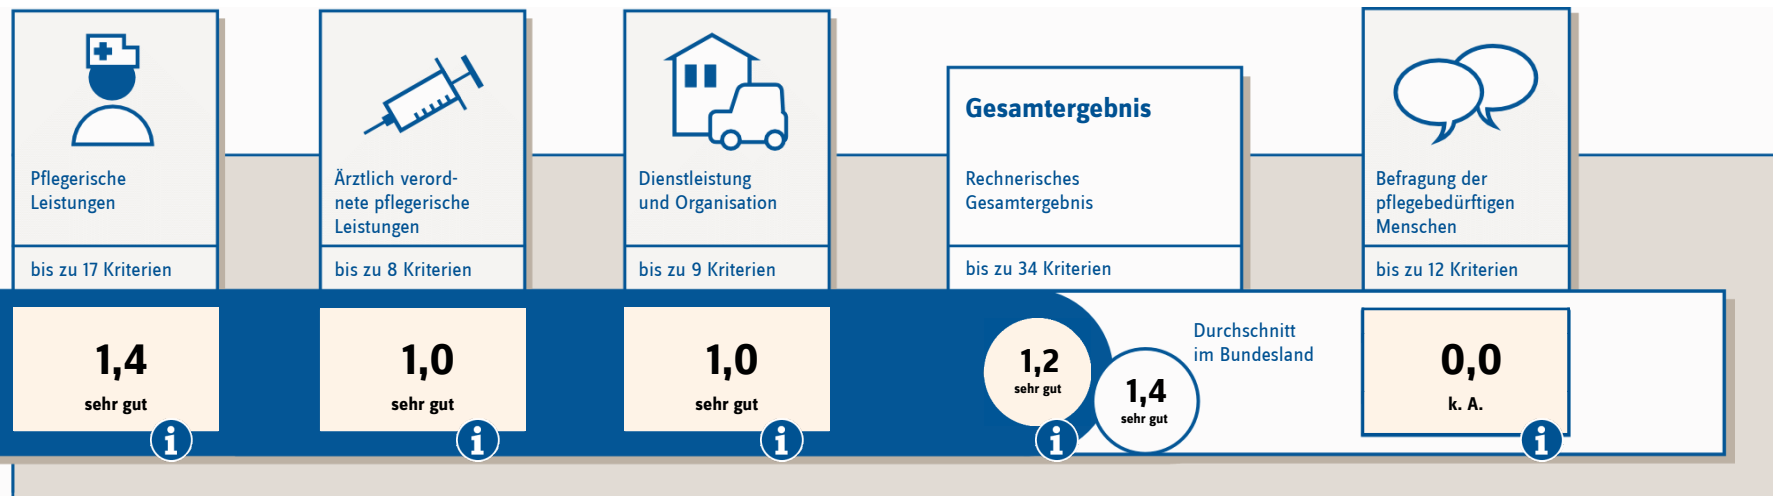 Pflegerische
Leistungen
bis zu 17 Kriterien
1,4
sehr gut
i
Ärztlich verord-
nete pflegerische
Leistungen
bis zu 8 Kriterien
1,0
sehr gut
i
Dienstleistung
und Organisation
bis zu 9 Kriterien
1,0
sehr gut
i
Gesamtergebnis
Rechnerisches
Gesamtergebnis
bis zu 34 Kriterien
1,2
sehr gut
i
1,4
sehr gut
Durchschnitt
im Bundesland
Befragung der
pflegebedürftigen
Menschen
bis zu 12 Kriterien
0,0
k. A.
i